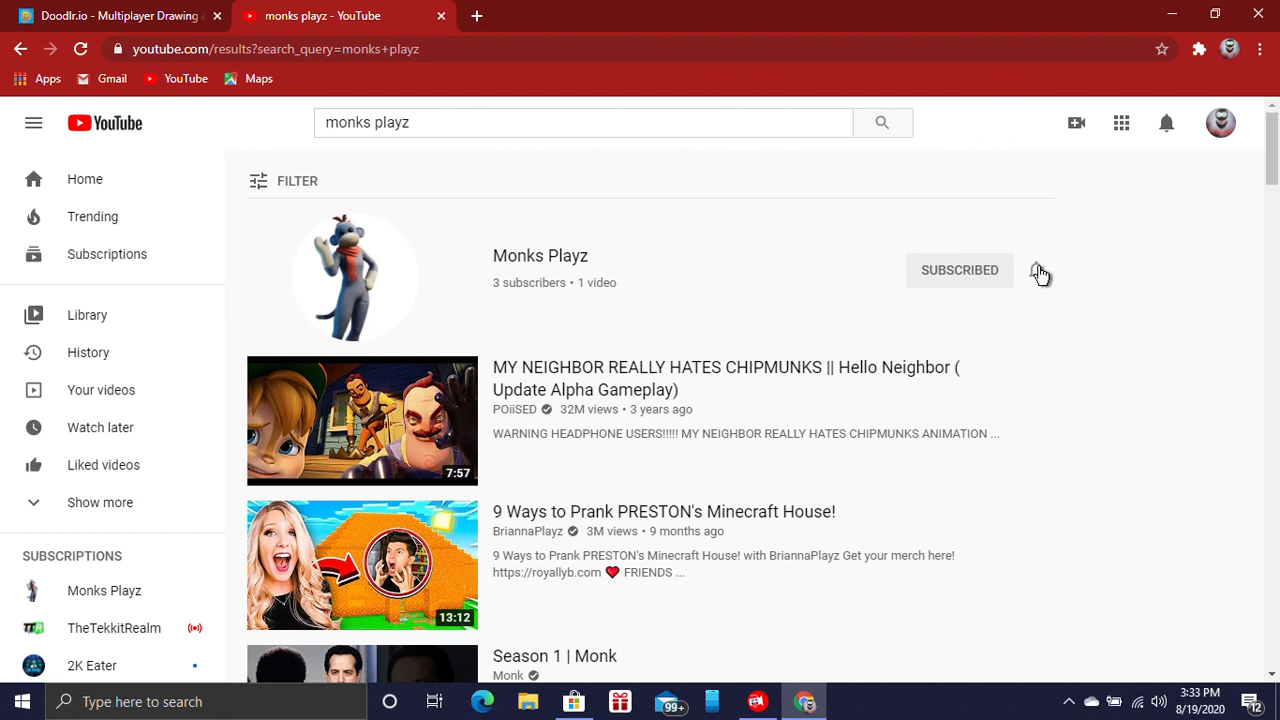 Doodlr.io - Multiplayer Drawing
monks playz - YouTube
youtube.com/results?search_query=monks+playz
Apps
Gmail
YouTube
Maps
YouTube
monks playz
Home
Trending
Subscriptions
Library
History
Your videos
Watch later
Liked videos
Show more
SUBSCRIPTIONS
Monks Playz
TheTekkitRealm
2K Eater
FILTER
Monks Playz
3 subscribers • 1 video
SUBSCRIBED
MY NEIGHBOR REALLY HATES CHIPMUNKS || Hello Neighbor (
Update Alpha Gameplay)
POiiSED 32M views • 3 years ago
WARNING HEADPHONE USERS!!!!! MY NEIGHBOR REALLY HATES CHIPMUNKS ANIMATION ...
7:57
9 Ways to Prank PRESTON's Minecraft House!
BriannaPlayz 3M views • 9 months ago
9 Ways to Prank PRESTON's Minecraft House! with BriannaPlayz Get your merch here!
https://royallyb.com ❤ FRIENDS ...
13:12
Season 1 | Monk
Monk
Type here to search
99+
3:33 PM
8/19/2020
12